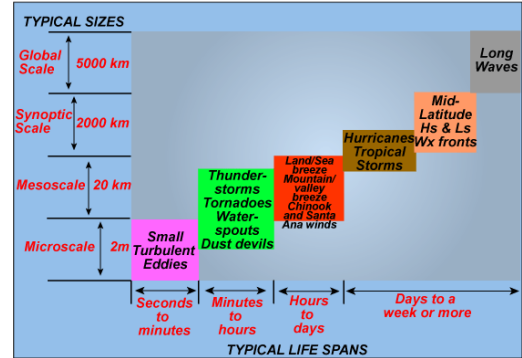 TYPICAL SIZES
Global
Scale
5000 km
Synoptic
Scale
2000 km
Mesoscale
20 km
Microscale
2m
Long
Waves
Mid-
Latitude
Hs & Ls
Wx fronts
Hurricanes
Tropical
Storms
Land/Sea
breeze
Mountain/
valley
breeze
Chinook
and Santa
Ana winds
Thunder-
storms
Tornadoes
Water-
spouts
Dust devils
Small
Turbulent
Eddies
Seconds
to
minutes
Minutes
to
hours
Hours
to
days
Days to a
week or more
TYPICAL LIFE SPANS